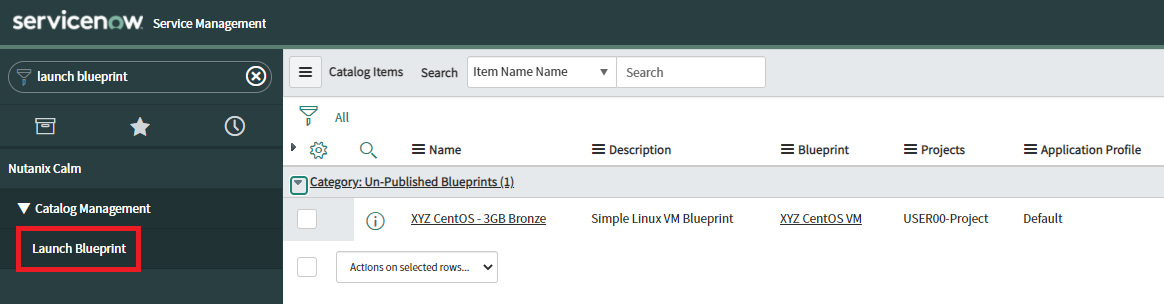 servicenow Service Management
launch blueprint
Catalog Items Search Item Name Name Search
All
Nutanix Calm
Catalog Management
Launch Blueprint
Name Description Blueprint Projects Application Profile
Category: Un-Published Blueprints (1)
XYZ CentOS - 3GB Bronze Simple Linux VM Blueprint XYZ CentOS VM USER00-Project Default
Actions on selected rows...